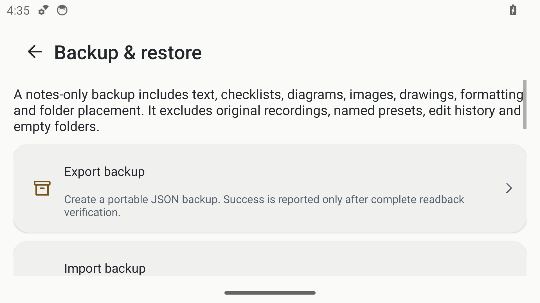 4:35
Backup & restore
A notes-only backup includes text, checklists, diagrams, images, drawings, formatting
and folder placement. It excludes original recordings, named presets, edit history and
empty folders.
Export backup
Create a portable JSON backup. Success is reported only after complete readback
verification.
Import backup